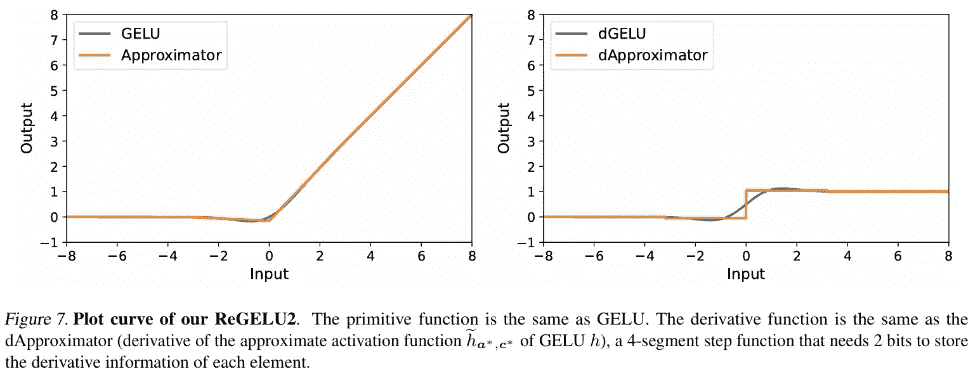 8
7
6
5
4
3
2
1
0
−1
Output
GELU
Approximator
−8 −6 −4 −2 0 2 4 6 8
Input
8
7
6
5
4
3
2
1
0
−1
Output
dGELU
dApproximator
−8 −6 −4 −2 0 2 4 6 8
Input
Figure 7. Plot curve of our ReGELU2. The primitive function is the same as GELU. The derivative function is the same as the
dApproximator (derivative of the approximate activation function h̃a*,c* of GELU h), a 4-segment step function that needs 2 bits to store
the derivative information of each element.